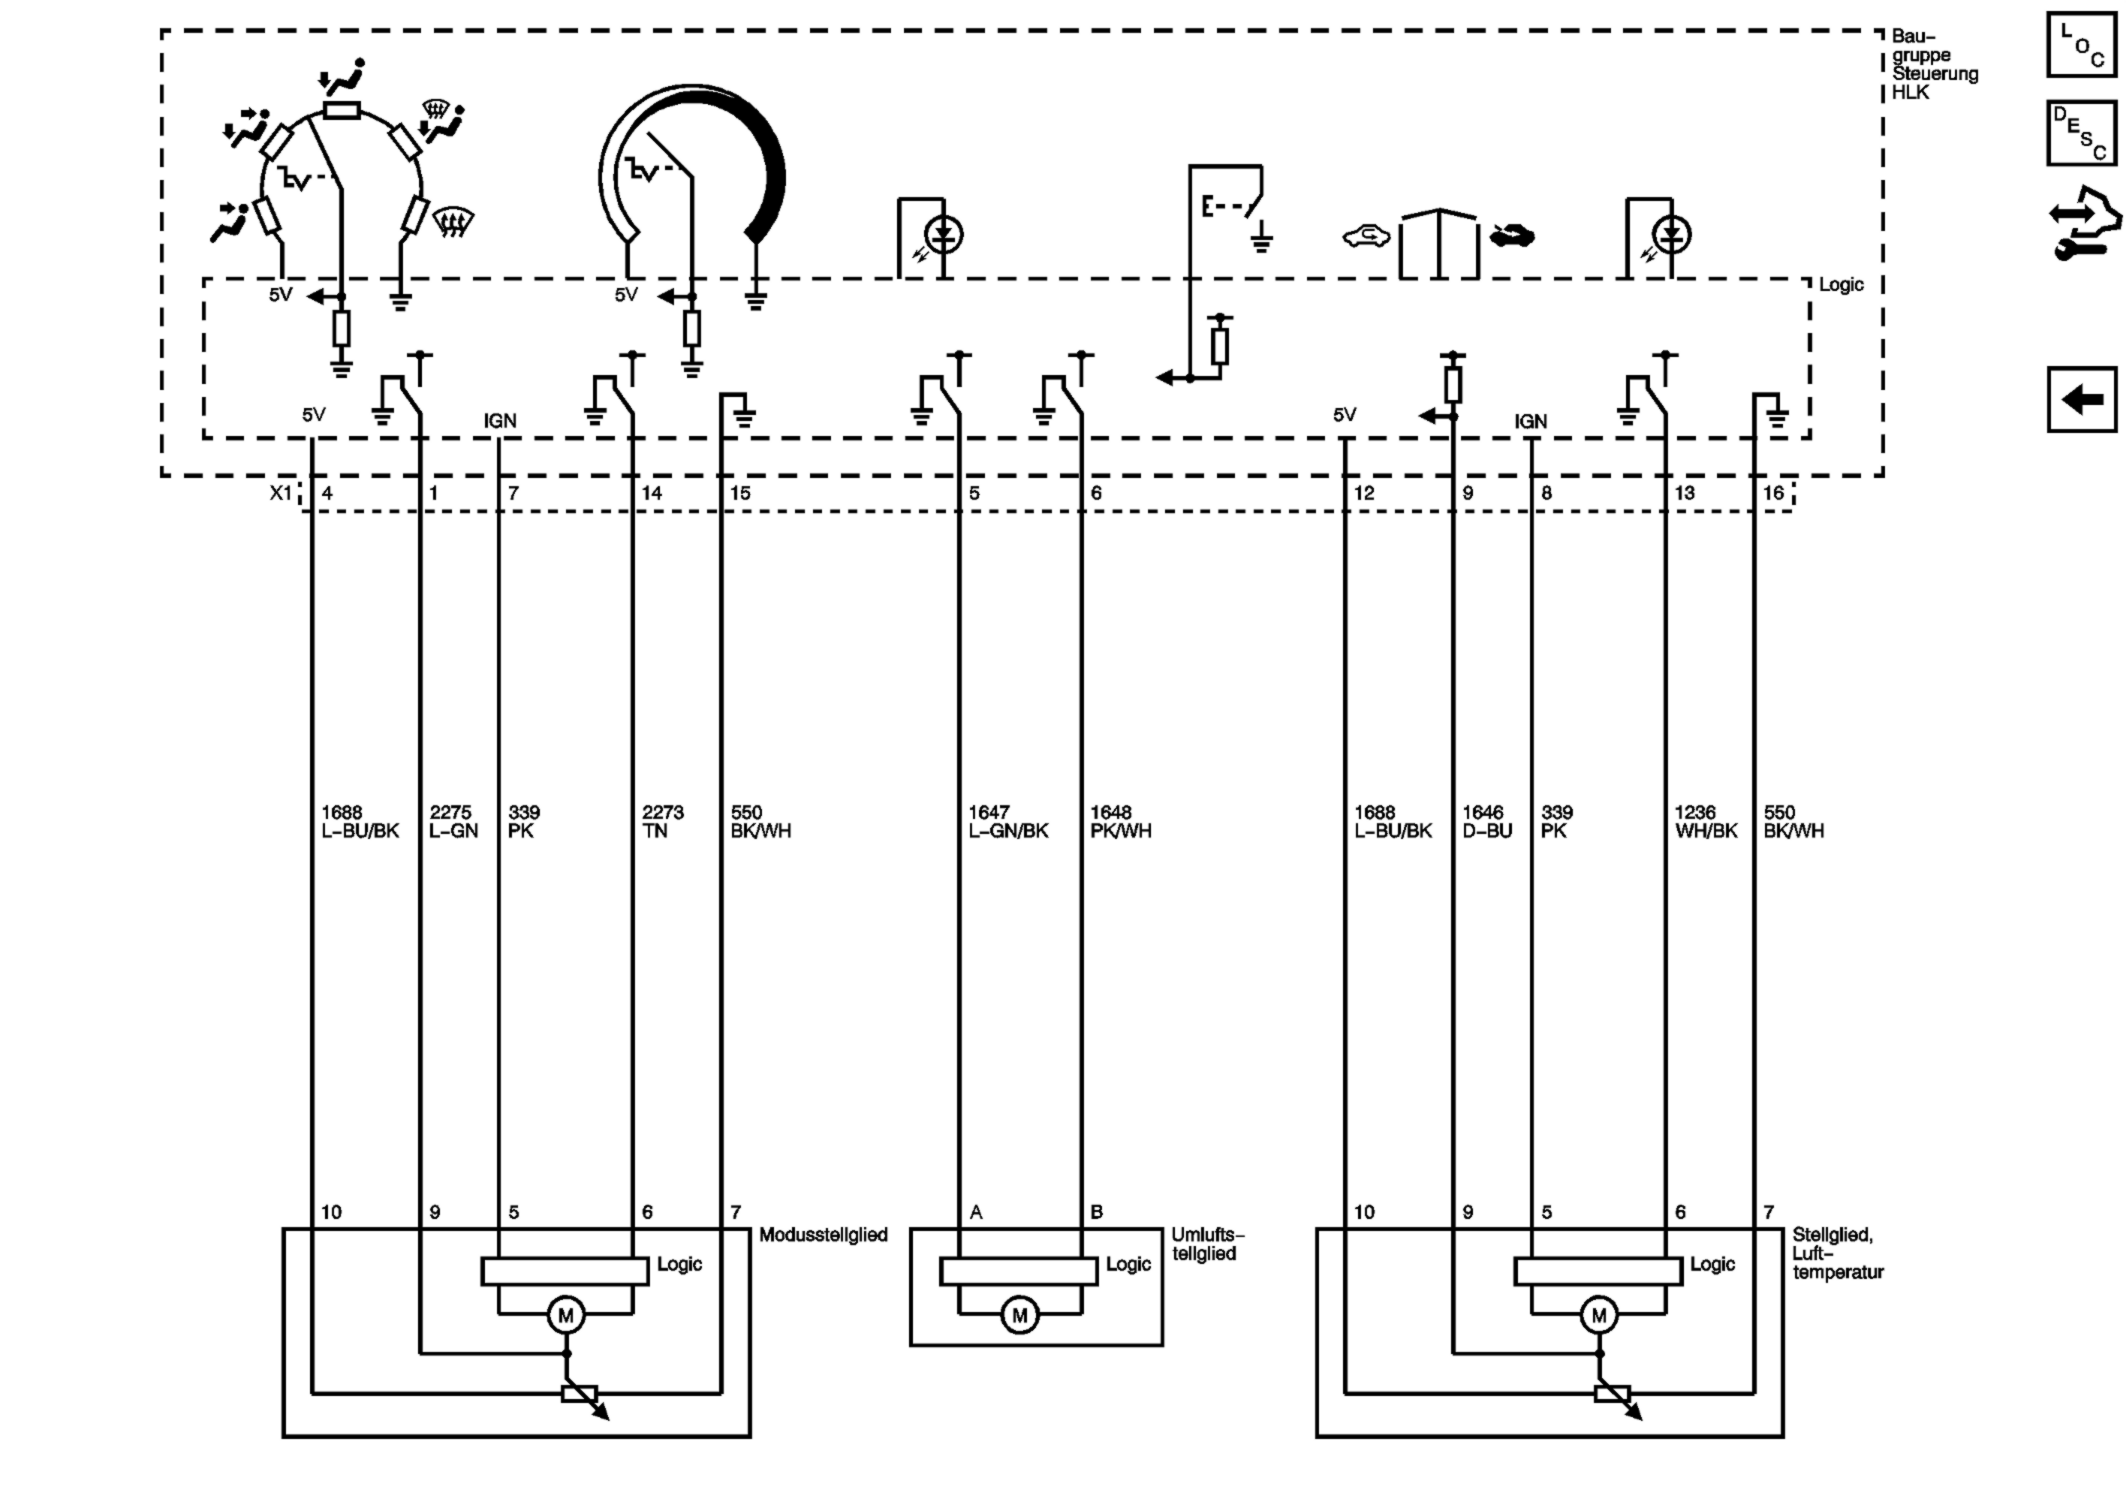 Bau-
gruppe
Steuerung
HLK
L O C
D E S C
5V
5V
Logic
5V
IGN
5V
IGN
X1 4 1 7 14 15 5 6 12 9 8 13 16
1688 2275 339 2273 550 1647 1648 1688 1646 339 1236 550
L-BU/BK L-GN PK TN BK/WH L-GN/BK PK/WH L-BU/BK D-BU PK WH/BK BK/WH
10 9 5 6 7 A B 10 9 5 6 7
Modusstellglied
Umlufts-
tellglied
Stellglied,
Luft-
temperatur
Logic
Logic
Logic
M
M
M